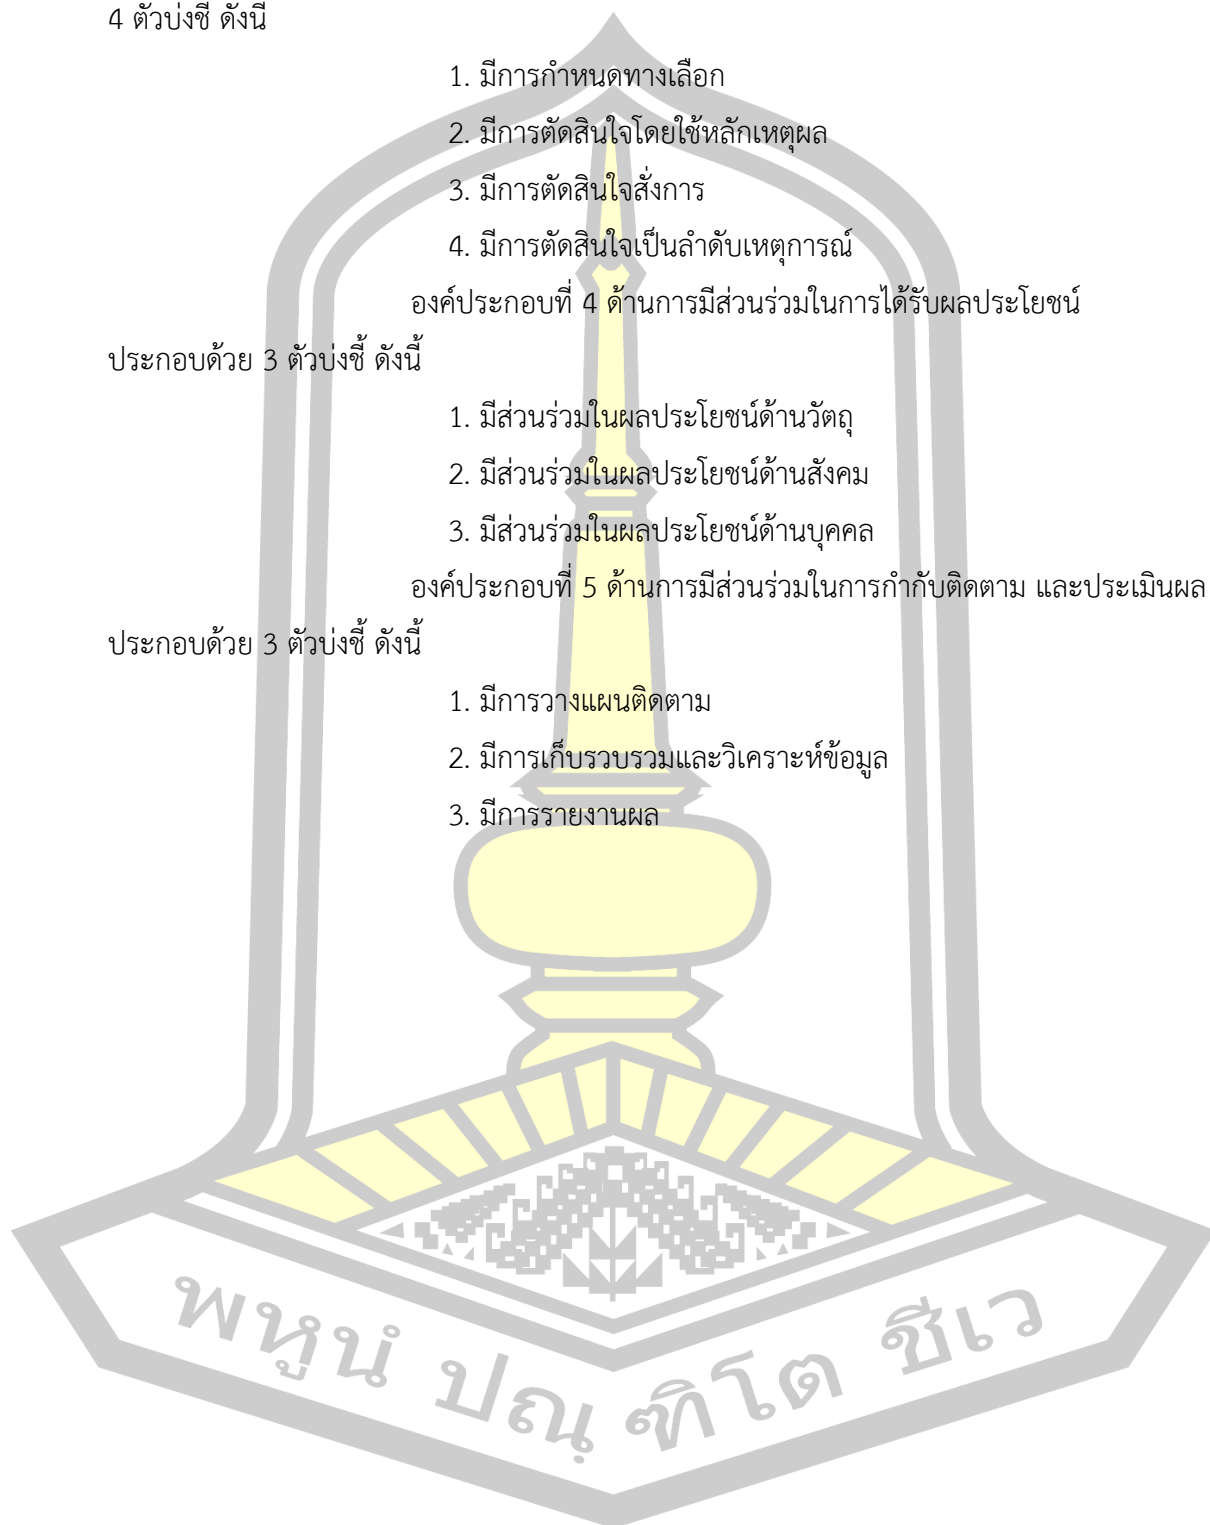 4 ตัวบ่งชี้ ดังนี้
1. มีการกำหนดทางเลือก
2. มีการตัดสินใจโดยใช้หลักเหตุผล
3. มีการตัดสินใจสั่งการ
4. มีการตัดสินใจเป็นลำดับเหตุการณ์
องค์ประกอบที่ 4 ด้านการมีส่วนร่วมในการได้รับผลประโยชน์
ประกอบด้วย 3 ตัวบ่งชี้ ดังนี้
1. มีส่วนร่วมในผลประโยชน์ด้านวัตถุ
2. มีส่วนร่วมในผลประโยชน์ด้านสังคม
3. มีส่วนร่วมในผลประโยชน์ด้านบุคคล
องค์ประกอบที่ 5 ด้านการมีส่วนร่วมในการกำกับติดตาม และประเมินผล
ประกอบด้วย 3 ตัวบ่งชี้ ดังนี้
1. มีการวางแผนติดตาม
2. มีการเก็บรวบรวมและวิเคราะห์ข้อมูล
3. มีการรายงานผล
พหูนํ ปณฺ ฑิโต ชีเว